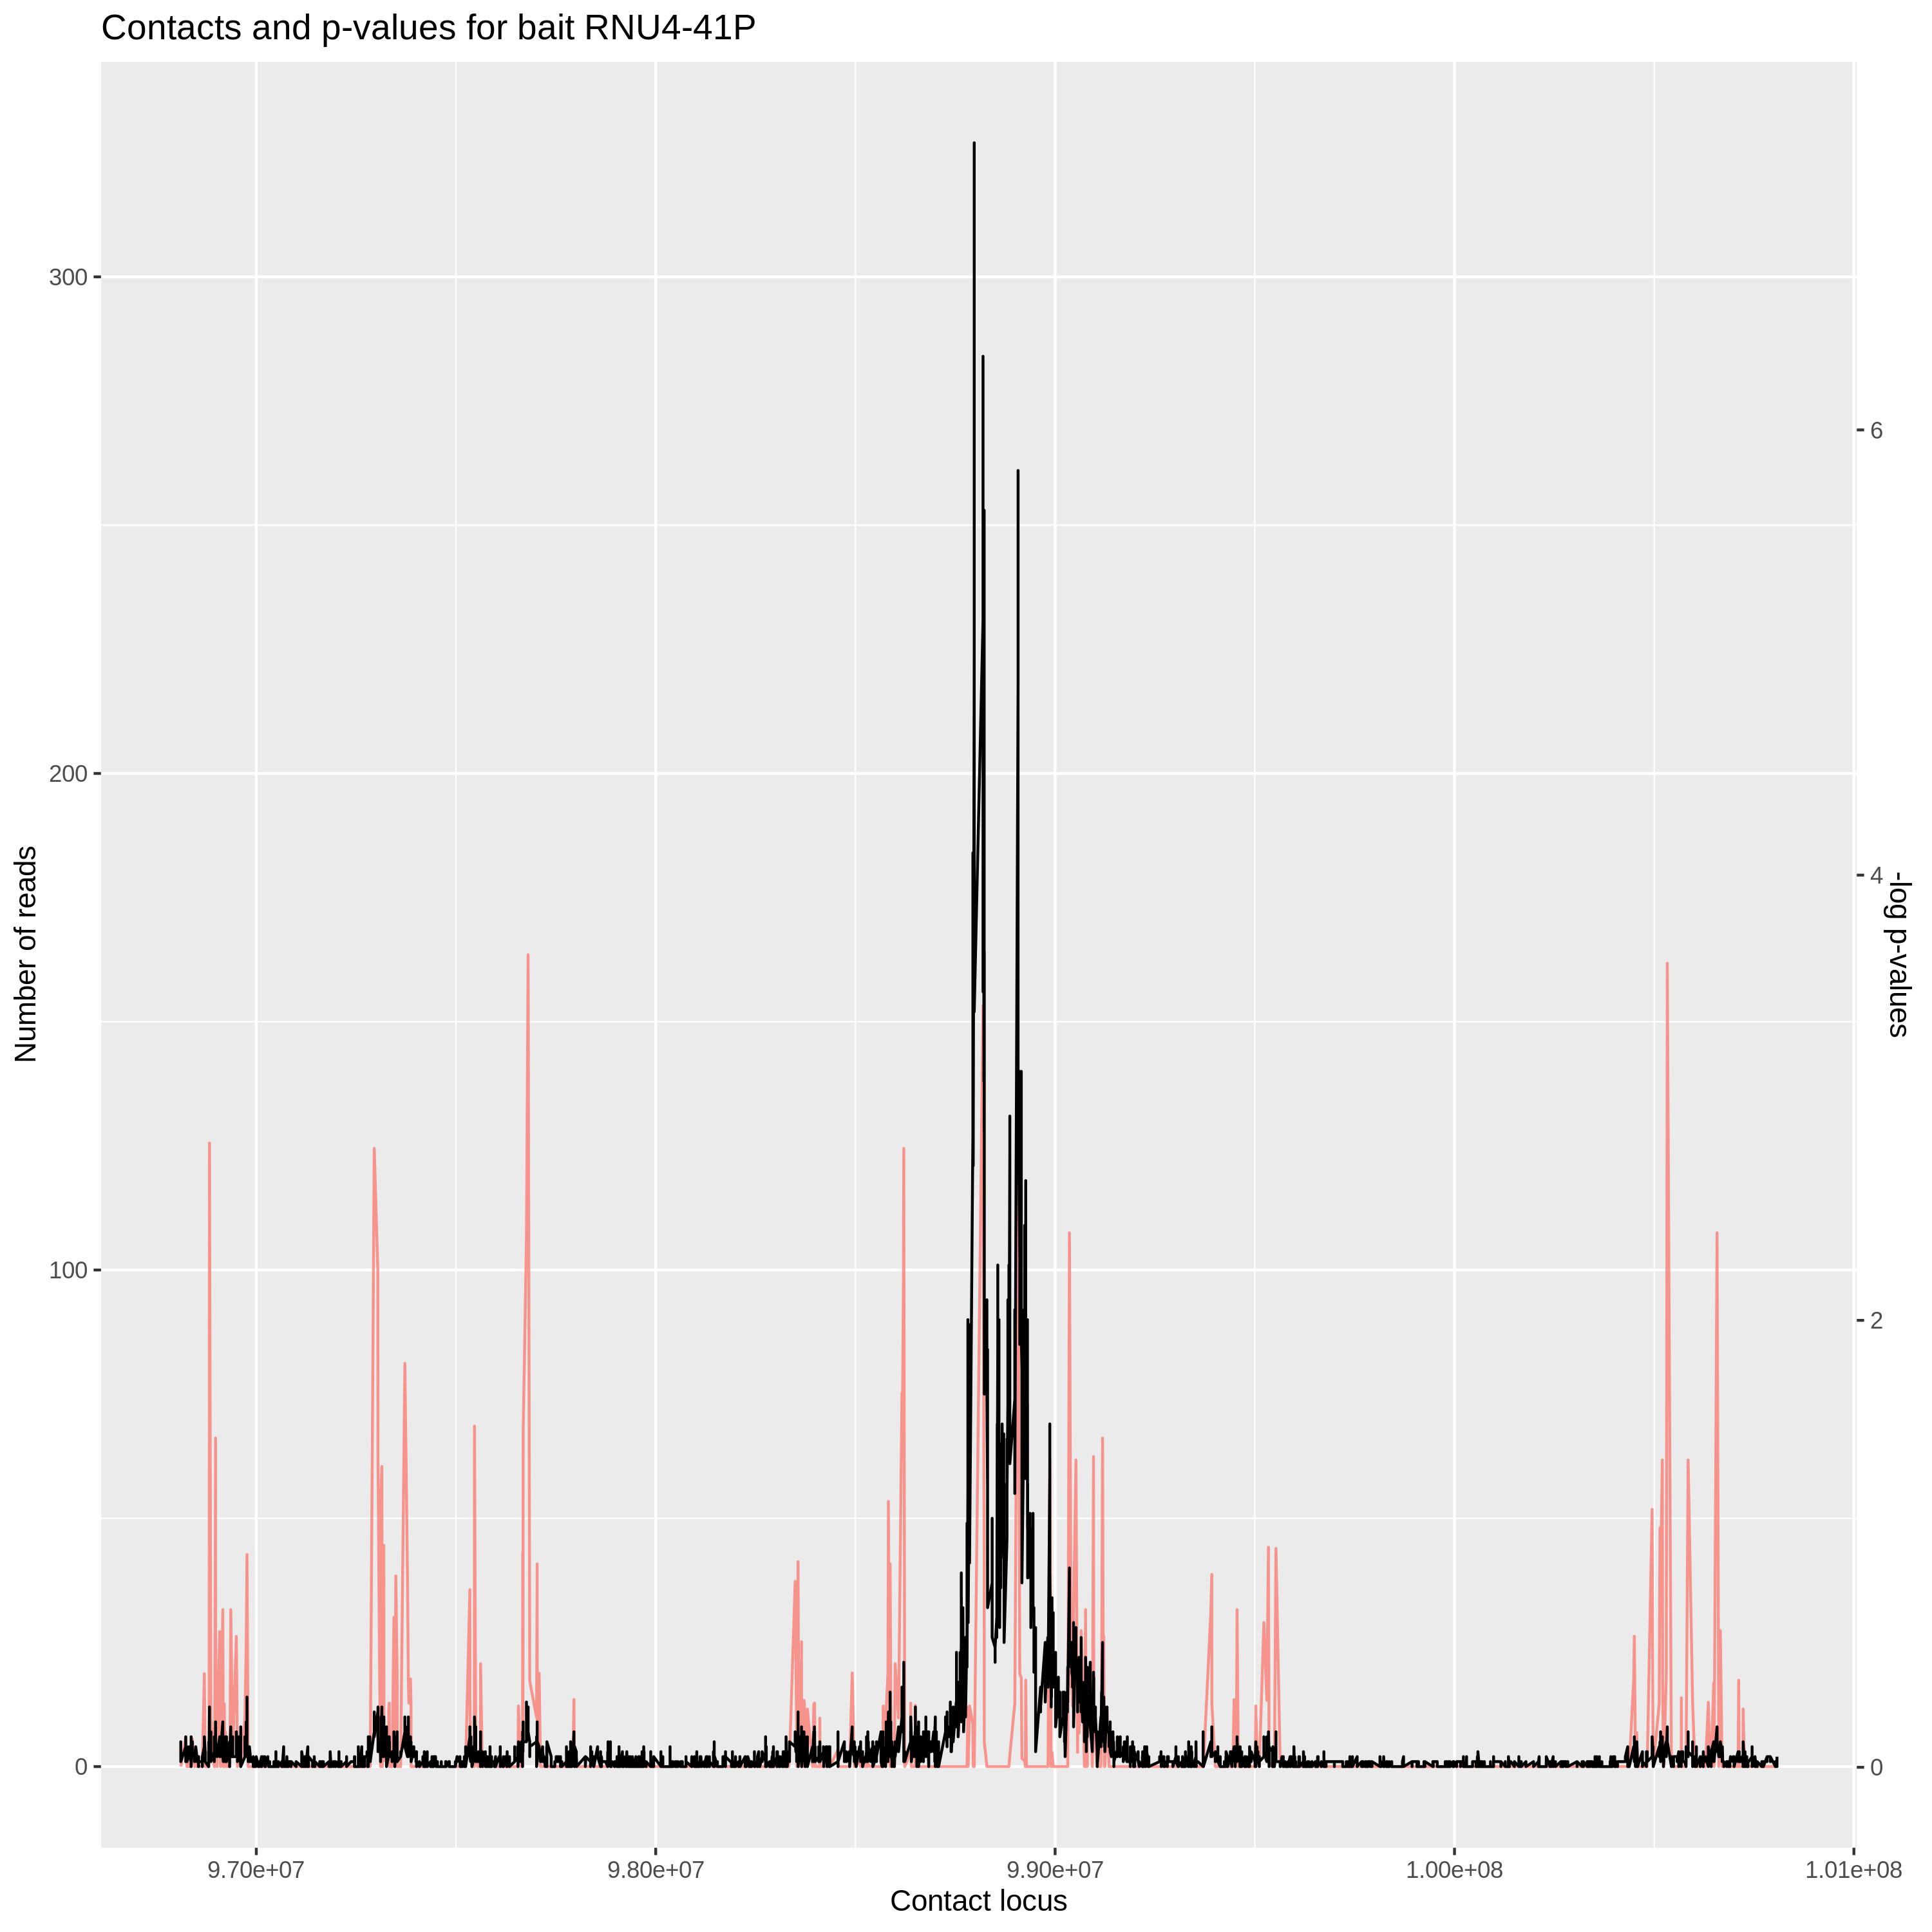 Contacts and p-values for bait RNU4-41P
300
200
100
0
Number of reads
6
4
2
0
-log p-values
9.70e+07
9.80e+07
9.90e+07
1.00e+08
1.01e+08
Contact locus